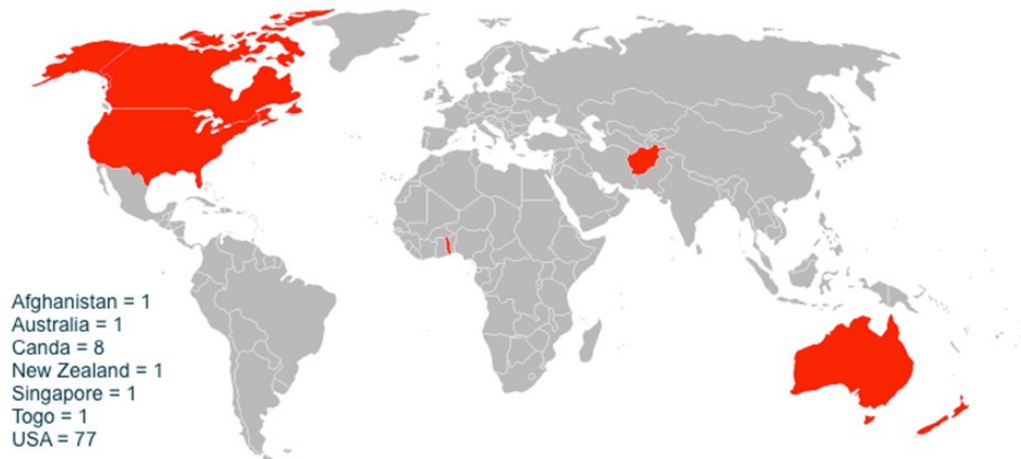 Afghanistan = 1
Australia = 1
Canda = 8
New Zealand = 1
Singapore = 1
Togo = 1
USA = 77